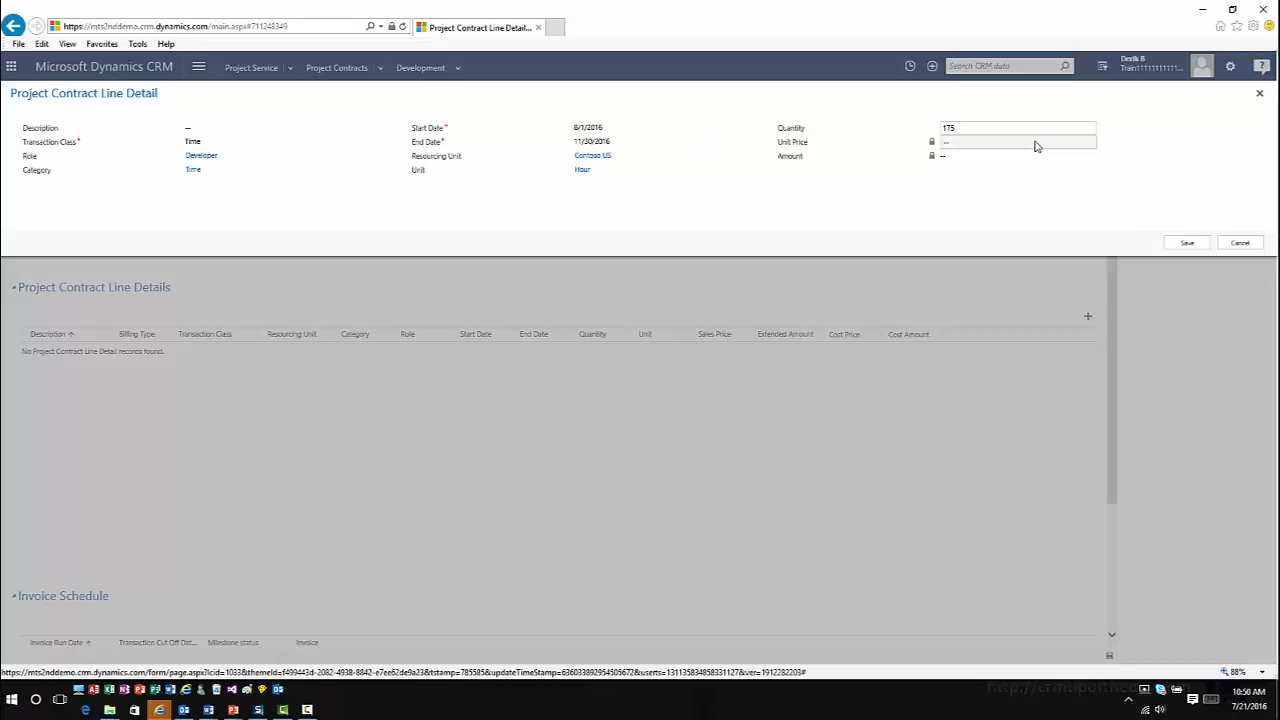 https://mts2nddemo.crm.dynamics.com/main.aspx#711248349
Project Contract Line Detail...
File Edit View Favorites Tools Help
Microsoft Dynamics CRM
Project Service
Project Contracts
Development
Search CRM data
Derik B
Train11111111111...
Project Contract Line Detail
Description -- Start Date* 8/1/2016 Quantity 175
Transaction Class* Time End Date* 11/30/2016 Unit Price --
Role Developer Resourcing Unit Contoso US Amount --
Category Time Unit Hour
Save Cancel
Project Contract Line Details
Description Billing Type Transaction Class Resourcing Unit Category Role Start Date End Date Quantity Unit Sales Price Extended Amount Cost Price Cost Amount
No Project Contract Line Detail records found.
Invoice Schedule
Invoice Run Date Transaction Cut Off Dat... Milestone status Invoice
88%
10:50 AM
7/21/2016